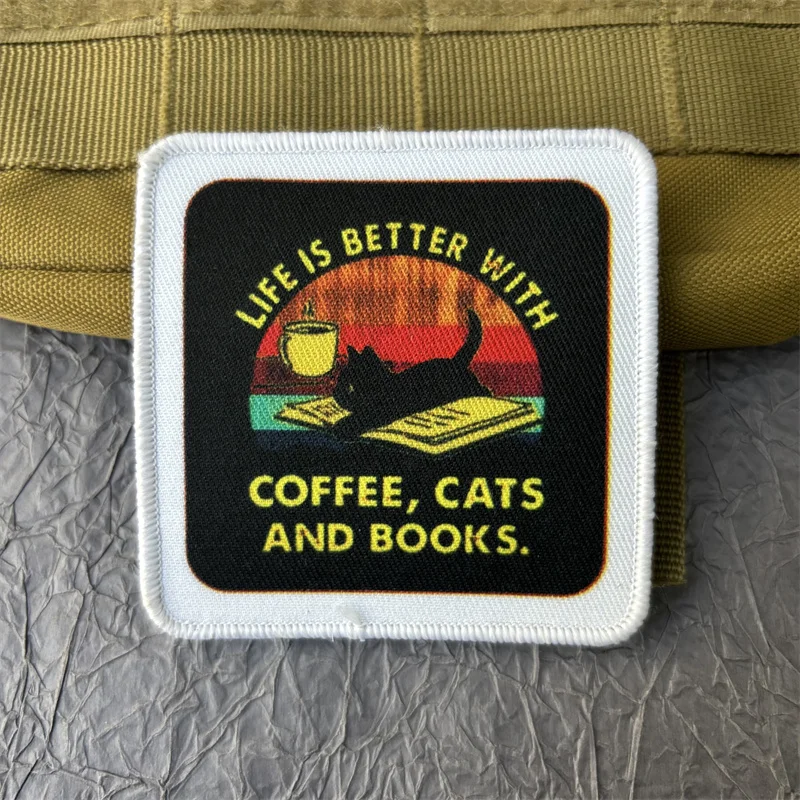 LIFE IS BETTER WITH
COFFEE, CATS
AND BOOKS.